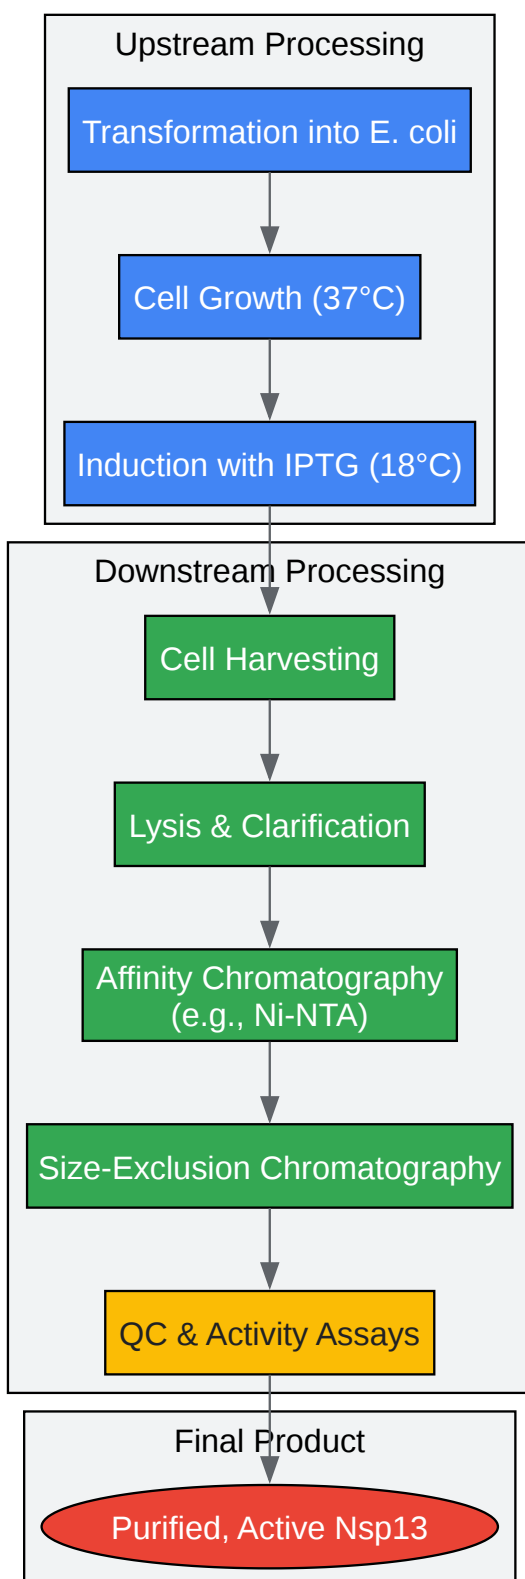 Upstream Processing
Transformation into E. coli
Cell Growth (37°C)
Induction with IPTG (18°C)
Downstream Processing
Cell Harvesting
Lysis & Clarification
Affinity Chromatography
(e.g., Ni-NTA)
Size-Exclusion Chromatography
QC & Activity Assays
Final Product
Purified, Active Nsp13